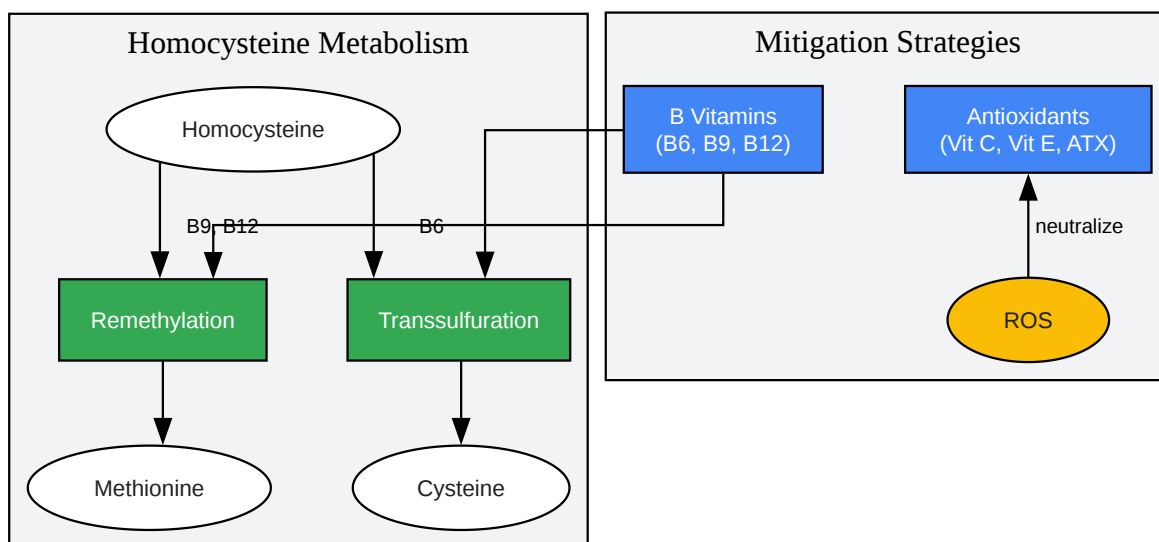 Homocysteine Metabolism
Mitigation Strategies
Homocysteine
B Vitamins
(B6, B9, B12)
Antioxidants
(Vit C, Vit E, ATX)
B9, B12
B6
neutralize
Remethylation
Transsulfuration
ROS
Methionine
Cysteine